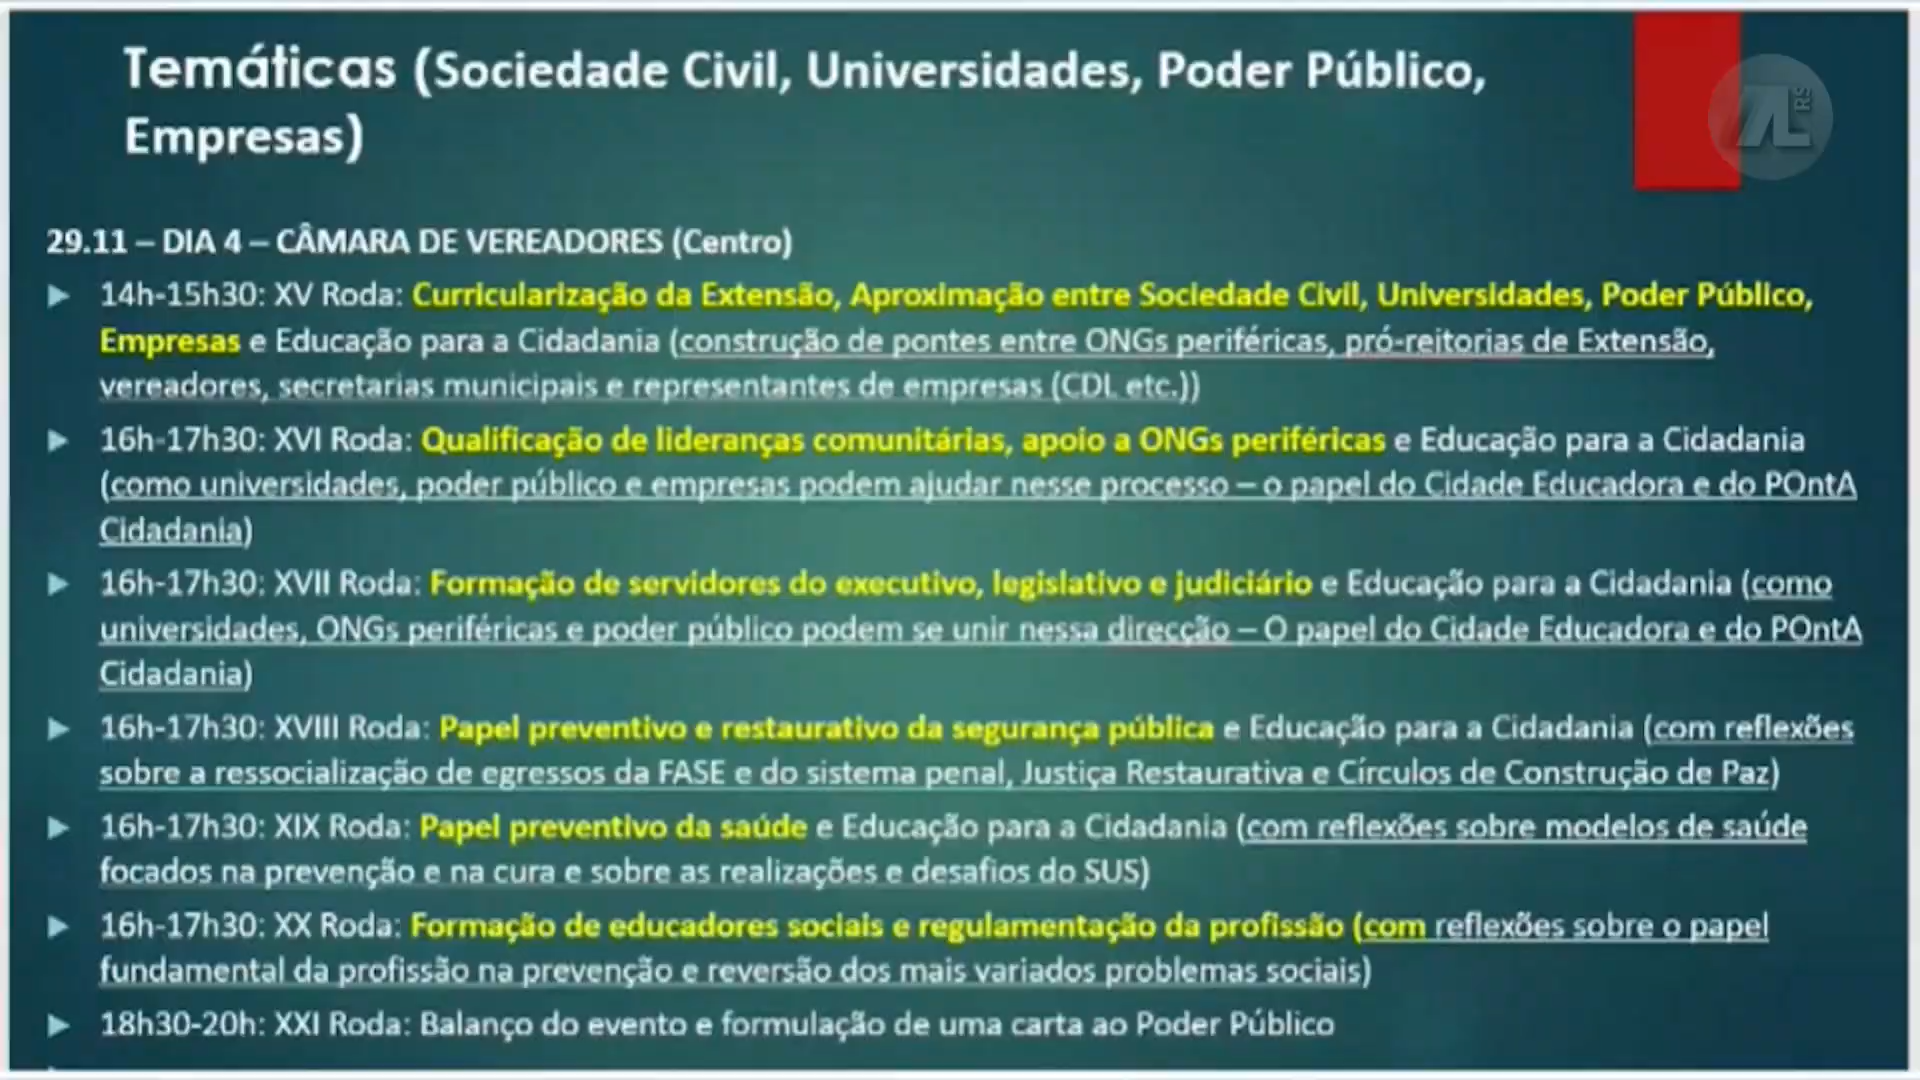 Temáticas (Sociedade Civil, Universidades, Poder Público,
Empresas)
ALRS
29.11 – DIA 4 – CÂMARA DE VEREADORES (Centro)
14h-15h30: XV Roda: Curricularização da Extensão, Aproximação entre Sociedade Civil, Universidades, Poder Público,
Empresas e Educação para a Cidadania (construção de pontes entre ONGs periféricas, pró-reitorias de Extensão,
vereadores, secretarias municipais e representantes de empresas (CDL etc.))
16h-17h30: XVI Roda: Qualificação de lideranças comunitárias, apoio a ONGs periféricas e Educação para a Cidadania
(como universidades, poder público e empresas podem ajudar nesse processo – o papel do Cidade Educadora e do POntA
Cidadania)
16h-17h30: XVII Roda: Formação de servidores do executivo, legislativo e judiciário e Educação para a Cidadania (como
universidades, ONGs periféricas e poder público podem se unir nessa direcção – O papel do Cidade Educadora e do POntA
Cidadania)
16h-17h30: XVIII Roda: Papel preventivo e restaurativo da segurança pública e Educação para a Cidadania (com reflexões
sobre a ressocialização de egressos da FASE e do sistema penal, Justiça Restaurativa e Círculos de Construção de Paz)
16h-17h30: XIX Roda: Papel preventivo da saúde e Educação para a Cidadania (com reflexões sobre modelos de saúde
focados na prevenção e na cura e sobre as realizações e desafios do SUS)
16h-17h30: XX Roda: Formação de educadores sociais e regulamentação da profissão (com reflexões sobre o papel
fundamental da profissão na prevenção e reversão dos mais variados problemas sociais)
18h30-20h: XXI Roda: Balanço do evento e formulação de uma carta ao Poder Público